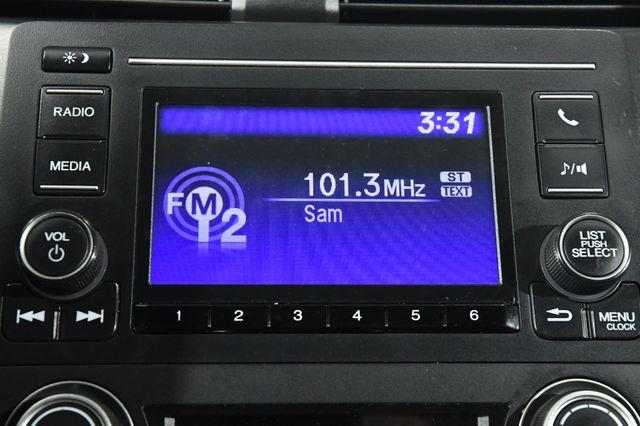 3:31
RADIO
MEDIA
101.3MHz
ST
TEXT
FM
2
Sam
VOL
LIST
PUSH
SELECT
1 2 3 4 5 6
MENU
CLOCK